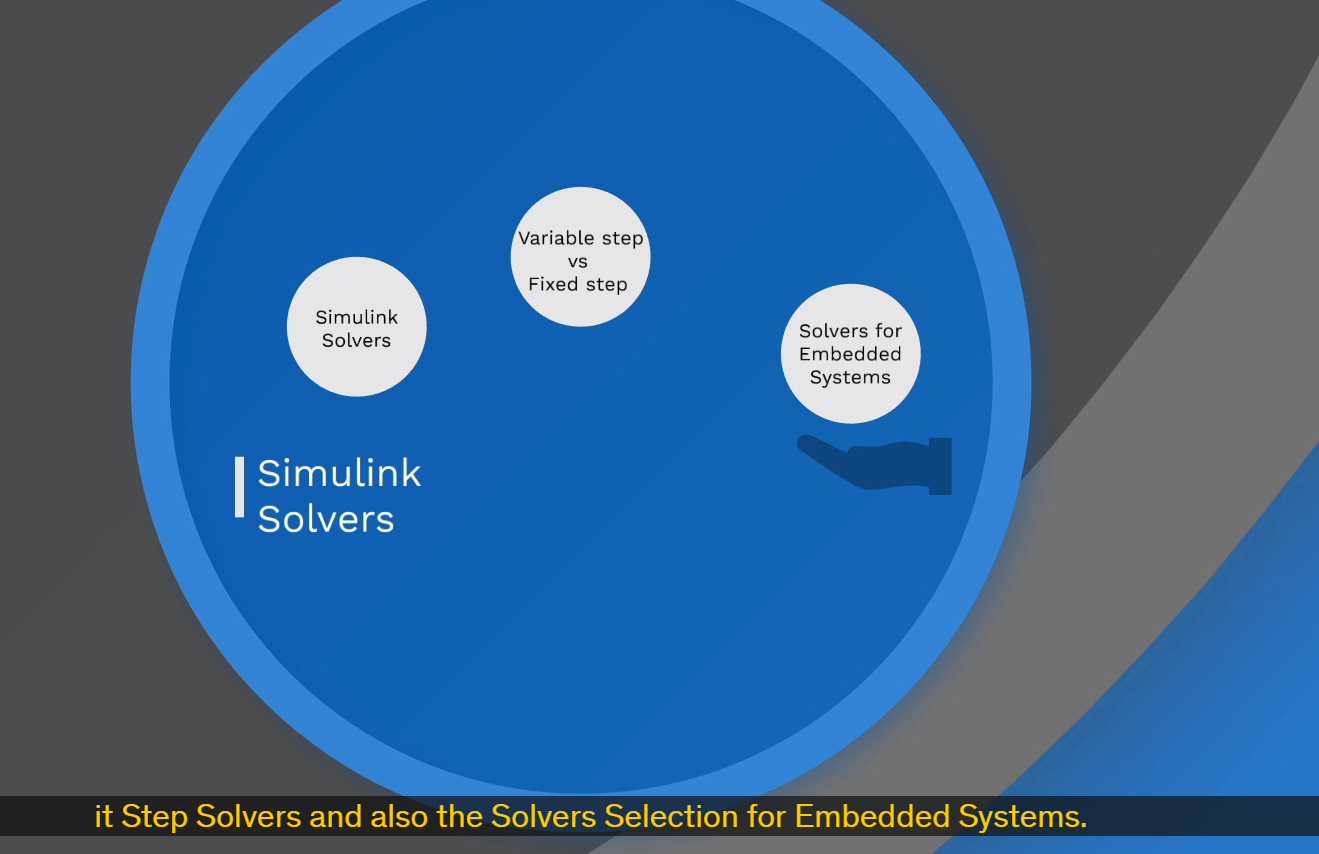 Variable step
vs
Fixed step
Simulink
Solvers
Solvers for
Embedded
Systems
Simulink
Solvers
it Step Solvers and also the Solvers Selection for Embedded Systems.